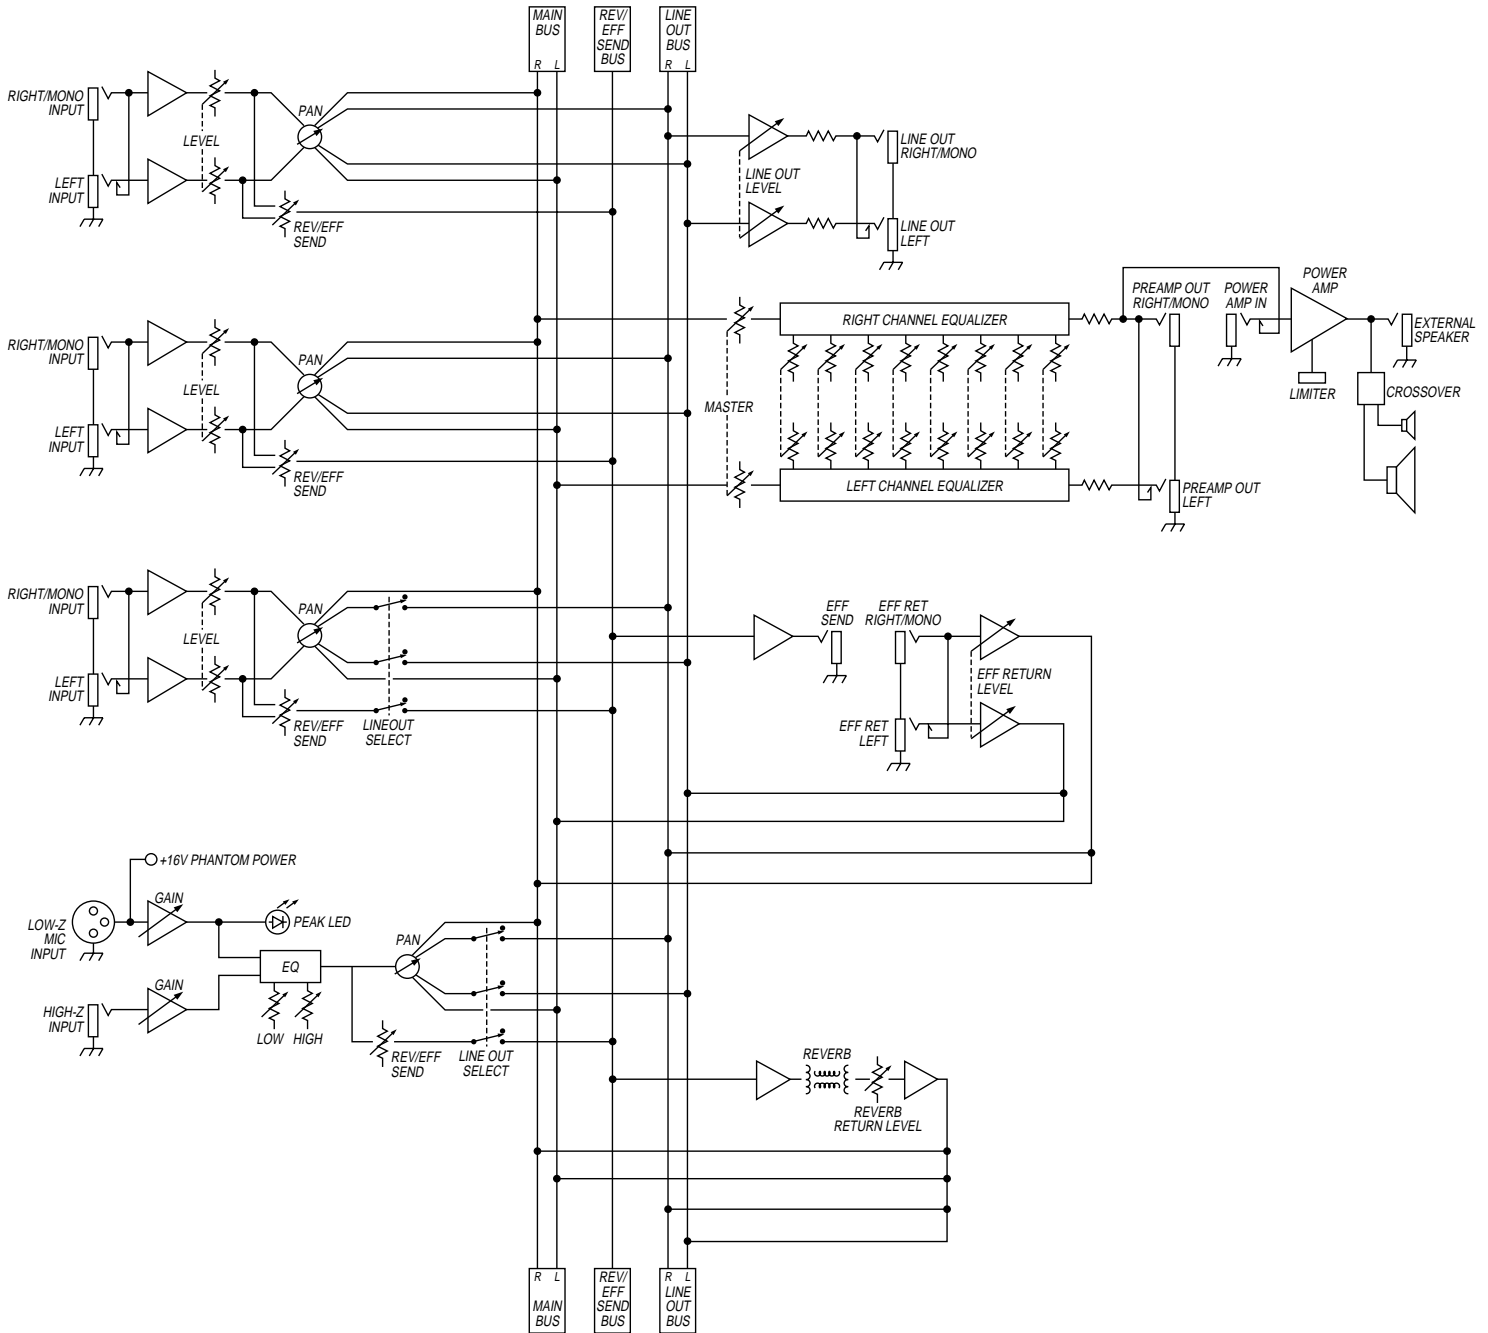 MAIN
BUS
R L
REV/
EFF
SEND
BUS
LINE
OUT
BUS
R L
RIGHT/MONO
INPUT
LEVEL
PAN
LEFT
INPUT
REV/EFF
SEND
LINE OUT
RIGHT/MONO
LINE OUT
LEVEL
LINE OUT
LEFT
RIGHT/MONO
INPUT
LEVEL
PAN
LEFT
INPUT
REV/EFF
SEND
MASTER
RIGHT CHANNEL EQUALIZER
LEFT CHANNEL EQUALIZER
PREAMP OUT
RIGHT/MONO
PREAMP OUT
LEFT
POWER
AMP IN
POWER
AMP
LIMITER
EXTERNAL
SPEAKER
CROSSOVER
RIGHT/MONO
INPUT
LEVEL
PAN
LEFT
INPUT
REV/EFF
SEND
LINEOUT
SELECT
EFF
SEND
EFF RET
RIGHT/MONO
EFF RETURN
LEVEL
EFF RET
LEFT
+16V PHANTOM POWER
LOW-Z
MIC
INPUT
GAIN
PEAK LED
HIGH-Z
INPUT
GAIN
EQ
LOW HIGH
PAN
REV/EFF
SEND
LINE OUT
SELECT
REVERB
REVERB
RETURN LEVEL
R L
MAIN
BUS
REV/
EFF
SEND
BUS
R L
LINE
OUT
BUS